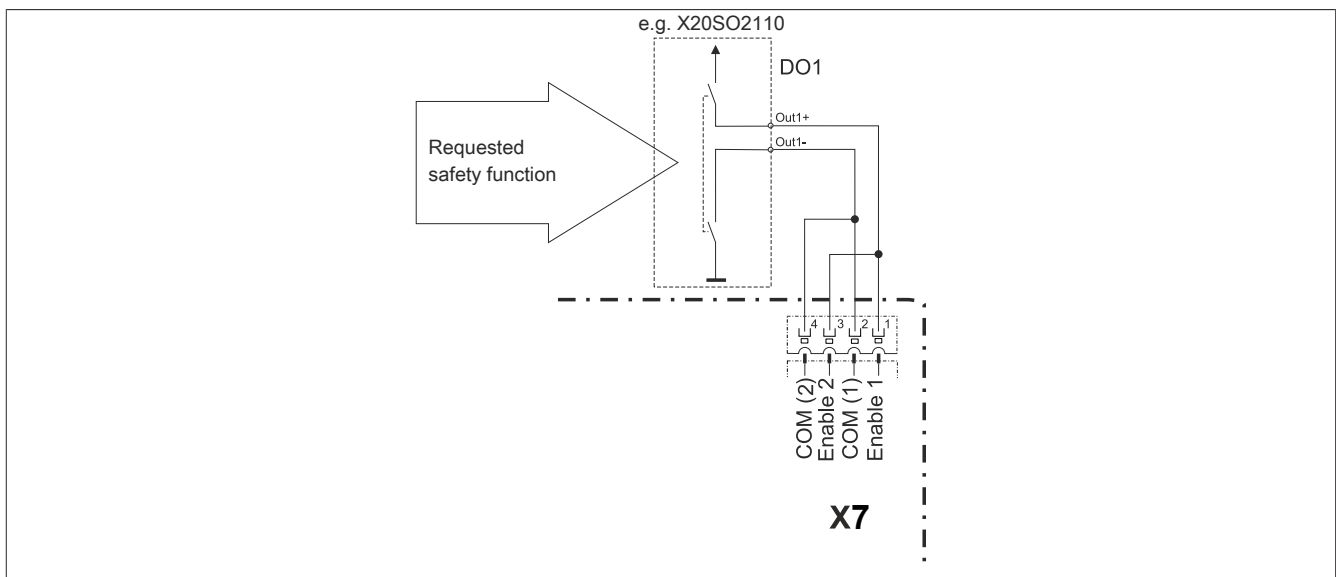 e.g. X20SO2110
DO1
Out1+
Out1-
Requested
safety function
4 3 2 1
COM (2)
Enable 2
COM (1)
Enable 1
X7